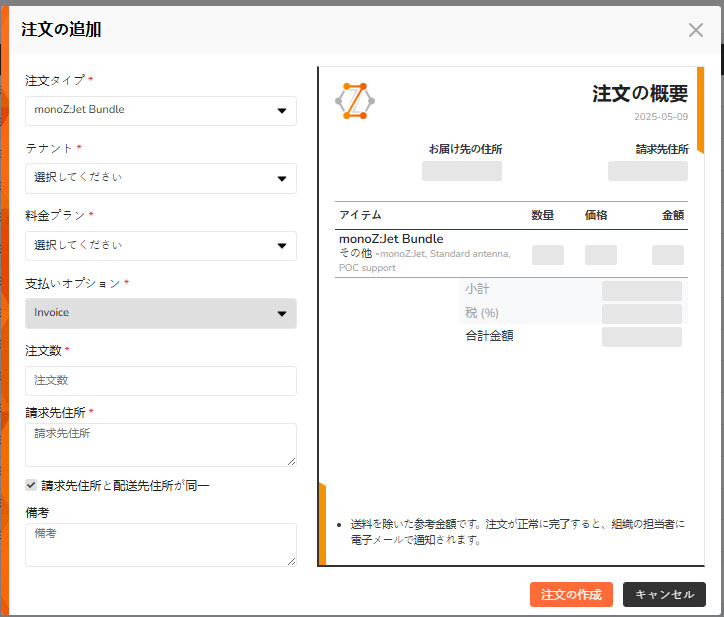 注文の追加
注文タイプ *
monoZ:Jet Bundle
テナント *
選択してください
料金プラン *
選択してください
支払いオプション *
Invoice
注文数 *
注文数
請求先住所 *
請求先住所
請求先住所と配送先住所が同一
備考
備考
注文の概要
2025-05-09
お届け先の住所 請求先住所
アイテム 数量 価格 金額
monoZ:Jet Bundle
その他 -monoZ:Jet, Standard antenna,
POC support
小計
税 (%)
合計金額
• 送料を除いた参考金額です。注文が正常に完了すると、組織の担当者に
電子メールで通知されます。
注文の作成 キャンセル